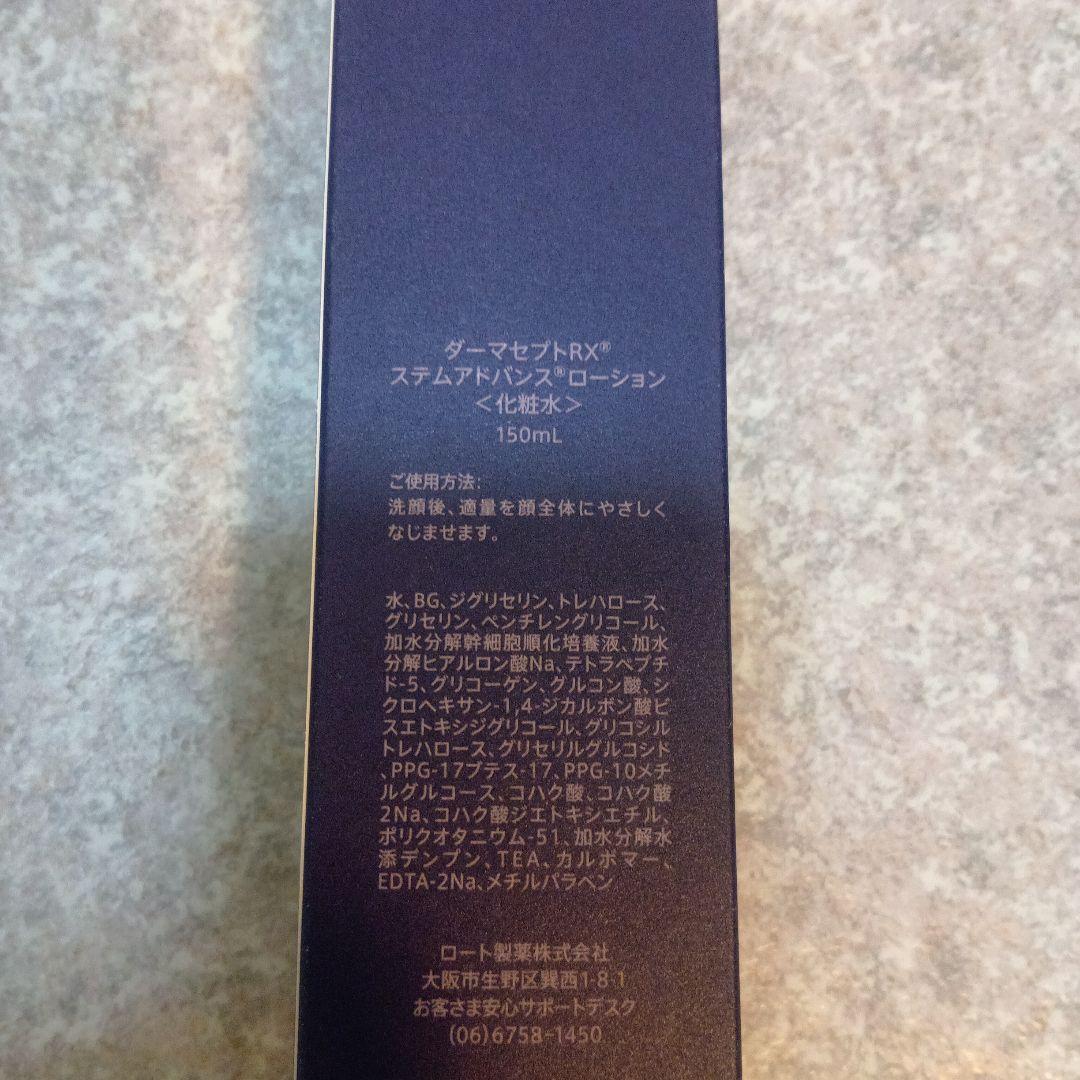 ダーマセプトRX®
ステムアドバンス®ローション
＜化粧水＞
150mL
ご使用方法:
洗顔後、適量を顔全体にやさしく
なじませます。
水、BG、ジグリセリン、トレハロース、
グリセリン、ペンチレングリコール、
加水分解幹細胞順化培養液、加水
分解ヒアルロン酸Na、テトラペプチ
ド-5、グリコーゲン、グルコン酸、シ
クロヘキサン-1,4-ジカルボン酸ビ
スエトキシジグリコール、グリコシル
トレハロース、グリセリルグルコシド
、PPG-17ブテス-17、PPG-10メチ
ルグルコース、コハク酸、コハク酸
2Na、コハク酸ジエトキシエチル、
ポリクオタニウム-51、加水分解水
添デンプン、TEA、カルボマー、
EDTA-2Na、メチルパラベン
ロート製薬株式会社
大阪市生野区巽西1-8-1
お客さま安心サポートデスク
(06)6758-1450